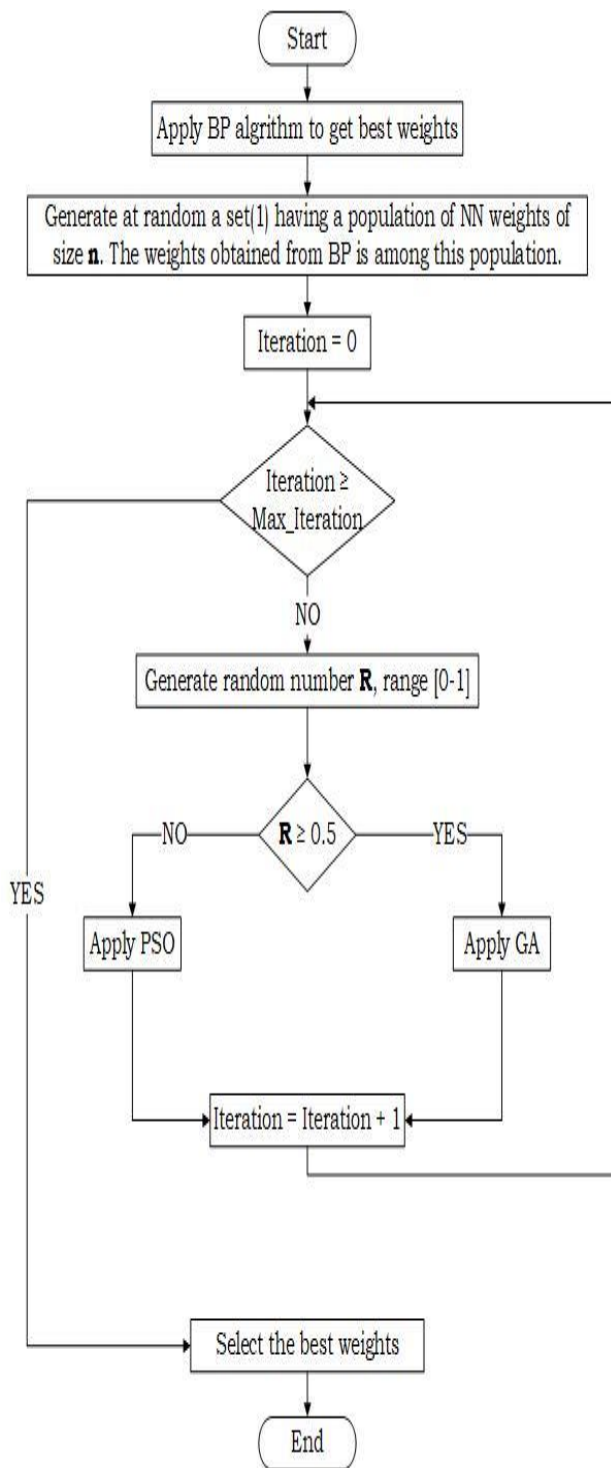 Start
Apply BP algrithm to get best weights
Generate at random a set(1) having a population of NN weights of
size n. The weights obtained from BP is among this population.
Iteration = 0
Iteration ≥
Max_Iteration
NO
Generate random number R, range [0-1]
R ≥ 0.5
NO
YES
YES
Apply PSO
Apply GA
Iteration = Iteration + 1
Select the best weights
End